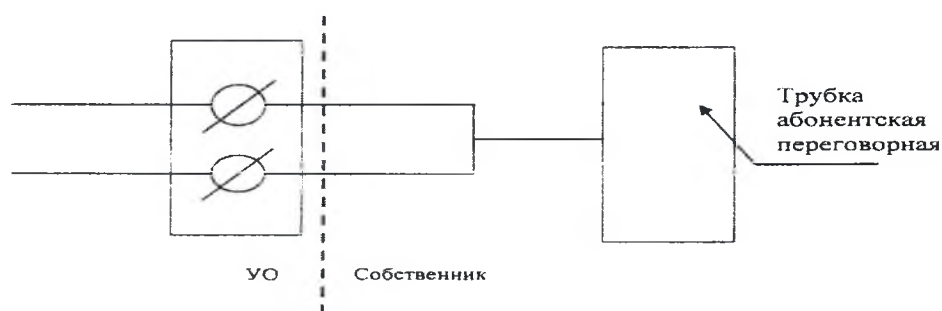 Трубка
абонентская
переговорная
УО
Собственник